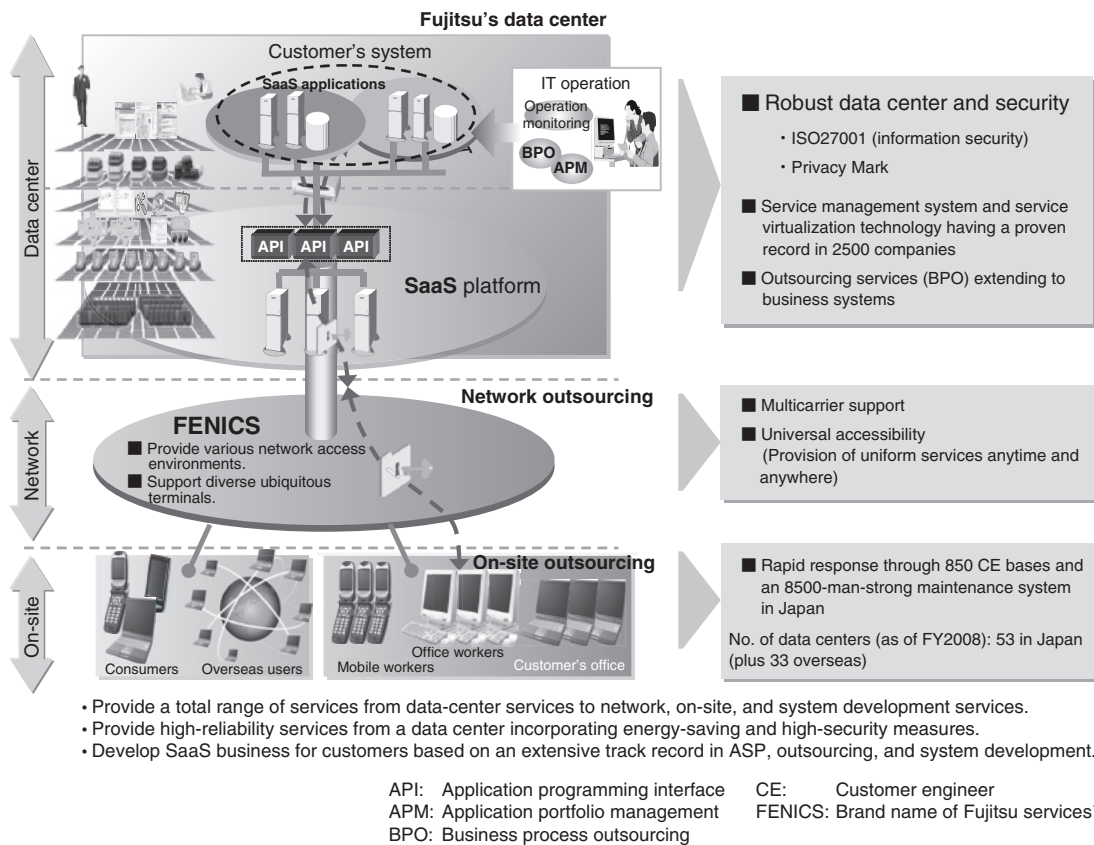 Fujitsu's data center
Customer's system
SaaS applications
IT operation
Operation
monitoring
BPO
APM
API API API
SaaS platform
Data center
■ Robust data center and security
・ISO27001 (information security)
・Privacy Mark
■ Service management system and service
virtualization technology having a proven
record in 2500 companies
■ Outsourcing services (BPO) extending to
business systems
Network outsourcing
Network
FENICS
■ Provide various network access
environments.
■ Support diverse ubiquitous
terminals.
■ Multicarrier support
■ Universal accessibility
(Provision of uniform services anytime and
anywhere)
On-site outsourcing
On-site
Consumers
Overseas users
Mobile workers
Office workers
Customer's office
■ Rapid response through 850 CE bases and
an 8500-man-strong maintenance system
in Japan
No. of data centers (as of FY2008): 53 in Japan
(plus 33 overseas)
• Provide a total range of services from data-center services to network, on-site, and system development services.
• Provide high-reliability services from a data center incorporating energy-saving and high-security measures.
• Develop SaaS business for customers based on an extensive track record in ASP, outsourcing, and system development.
API: Application programming interface
APM: Application portfolio management
BPO: Business process outsourcing
CE: Customer engineer
FENICS: Brand name of Fujitsu services